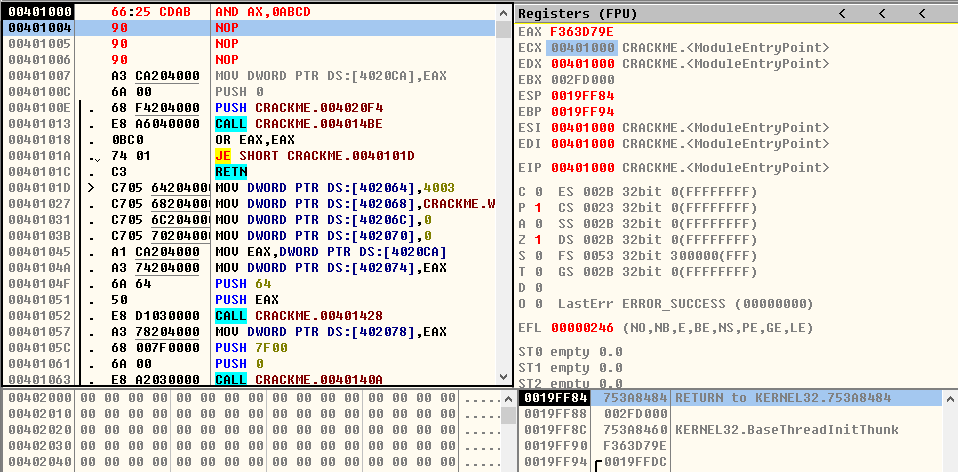 00401000 66:25 CDAB AND AX,0ABCD
00401004 90 NOP
00401005 90 NOP
00401006 90 NOP
00401007 A3 CA204000 MOV DWORD PTR DS:[4020CA],EAX
0040100C 6A 00 PUSH 0
0040100E . 68 F4204000 PUSH CRACKME.004020F4
00401013 . E8 A6040000 CALL CRACKME.004014BE
00401018 . 0BC0 OR EAX,EAX
0040101A .⌄ 74 01 JE SHORT CRACKME.0040101D
0040101C . C3 RETN
0040101D > C705 64204000 MOV DWORD PTR DS:[402064],4003
00401027 . C705 68204000 MOV DWORD PTR DS:[402068],CRACKME.W
00401031 . C705 6C204000 MOV DWORD PTR DS:[40206C],0
0040103B . C705 70204000 MOV DWORD PTR DS:[402070],0
00401045 . A1 CA204000 MOV EAX,DWORD PTR DS:[4020CA]
0040104A . A3 74204000 MOV DWORD PTR DS:[402074],EAX
0040104F . 6A 64 PUSH 64
00401051 . 50 PUSH EAX
00401052 . E8 D1030000 CALL CRACKME.00401428
00401057 . A3 78204000 MOV DWORD PTR DS:[402078],EAX
0040105C . 68 007F0000 PUSH 7F00
00401061 . 6A 00 PUSH 0
00401063 . E8 A2030000 CALL CRACKME.0040140A
Registers (FPU) < < <
EAX F363D79E
ECX 00401000 CRACKME.<ModuleEntryPoint>
EDX 00401000 CRACKME.<ModuleEntryPoint>
EBX 002FD000
ESP 0019FF84
EBP 0019FF94
ESI 00401000 CRACKME.<ModuleEntryPoint>
EDI 00401000 CRACKME.<ModuleEntryPoint>
EIP 00401000 CRACKME.<ModuleEntryPoint>
C 0 ES 002B 32bit 0(FFFFFFFF)
P 1 CS 0023 32bit 0(FFFFFFFF)
A 0 SS 002B 32bit 0(FFFFFFFF)
Z 1 DS 002B 32bit 0(FFFFFFFF)
S 0 FS 0053 32bit 300000(FFF)
T 0 GS 002B 32bit 0(FFFFFFFF)
D 0
O 0 LastErr ERROR_SUCCESS (00000000)
EFL 00000246 (NO,NB,E,BE,NS,PE,GE,LE)
ST0 empty 0.0
ST1 empty 0.0
ST2 empty 0.0
00402000 00 00 00 00 00 00 00 00 00 00 00 00 00 00 00 00 .....
00402010 00 00 00 00 00 00 00 00 00 00 00 00 00 00 00 00 .....
00402020 00 00 00 00 00 00 00 00 00 00 00 00 00 00 00 00 .....
00402030 00 00 00 00 00 00 00 00 00 00 00 00 00 00 00 00 .....
00402040 00 00 00 00 00 00 00 00 00 00 00 00 00 00 00 00 .....
0019FF84 753A8484 RETURN to KERNEL32.753A8484
0019FF88 002FD000
0019FF8C 753A8460 KERNEL32.BaseThreadInitThunk
0019FF90 F363D79E
0019FF94 0019FFDC